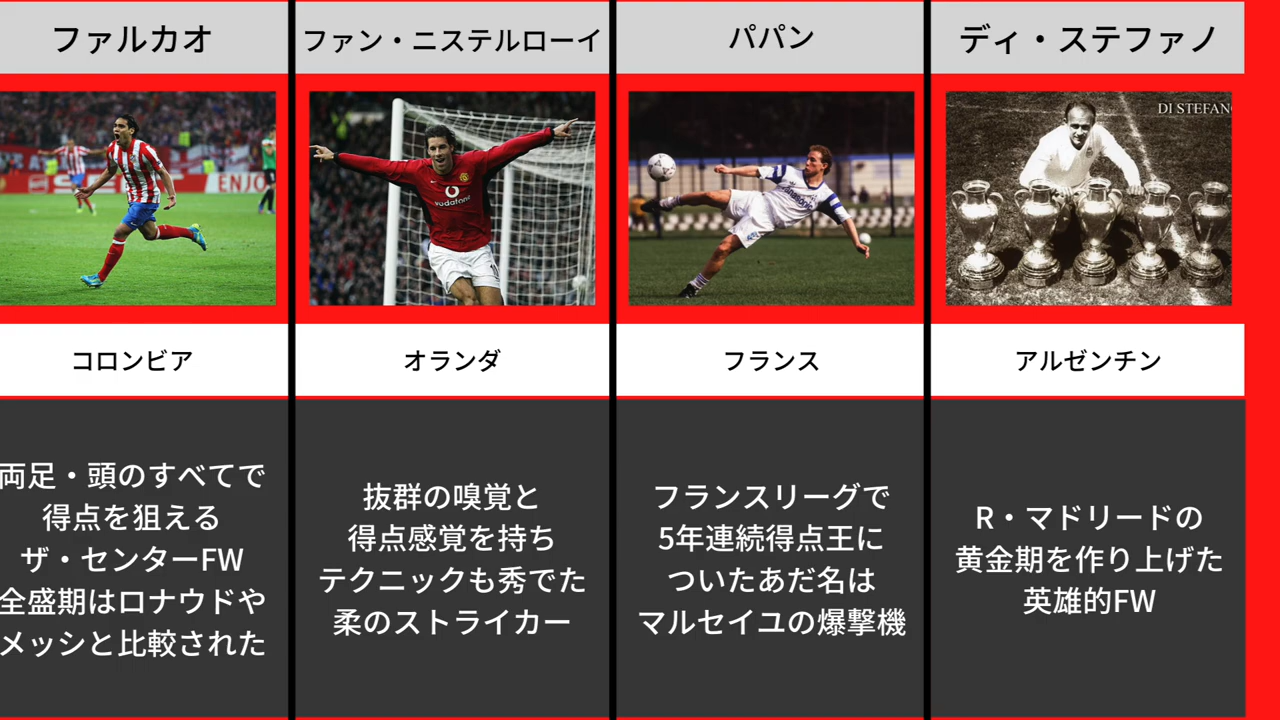 ファルカオ
ファン・ニステルローイ
パパン
ディ・ステファノ
ENJO
vodafone
Panasonic
DI STEFAN
コロンビア
オランダ
フランス
アルゼンチン
両足・頭のすべてで
得点を狙える
ザ・センターFW
全盛期はロナウドや
メッシと比較された
抜群の嗅覚と
得点感覚を持ち
テクニックも秀でた
柔のストライカー
フランスリーグで
5年連続得点王に
ついたあだ名は
マルセイユの爆撃機
R・マドリードの
黄金期を作り上げた
英雄的FW